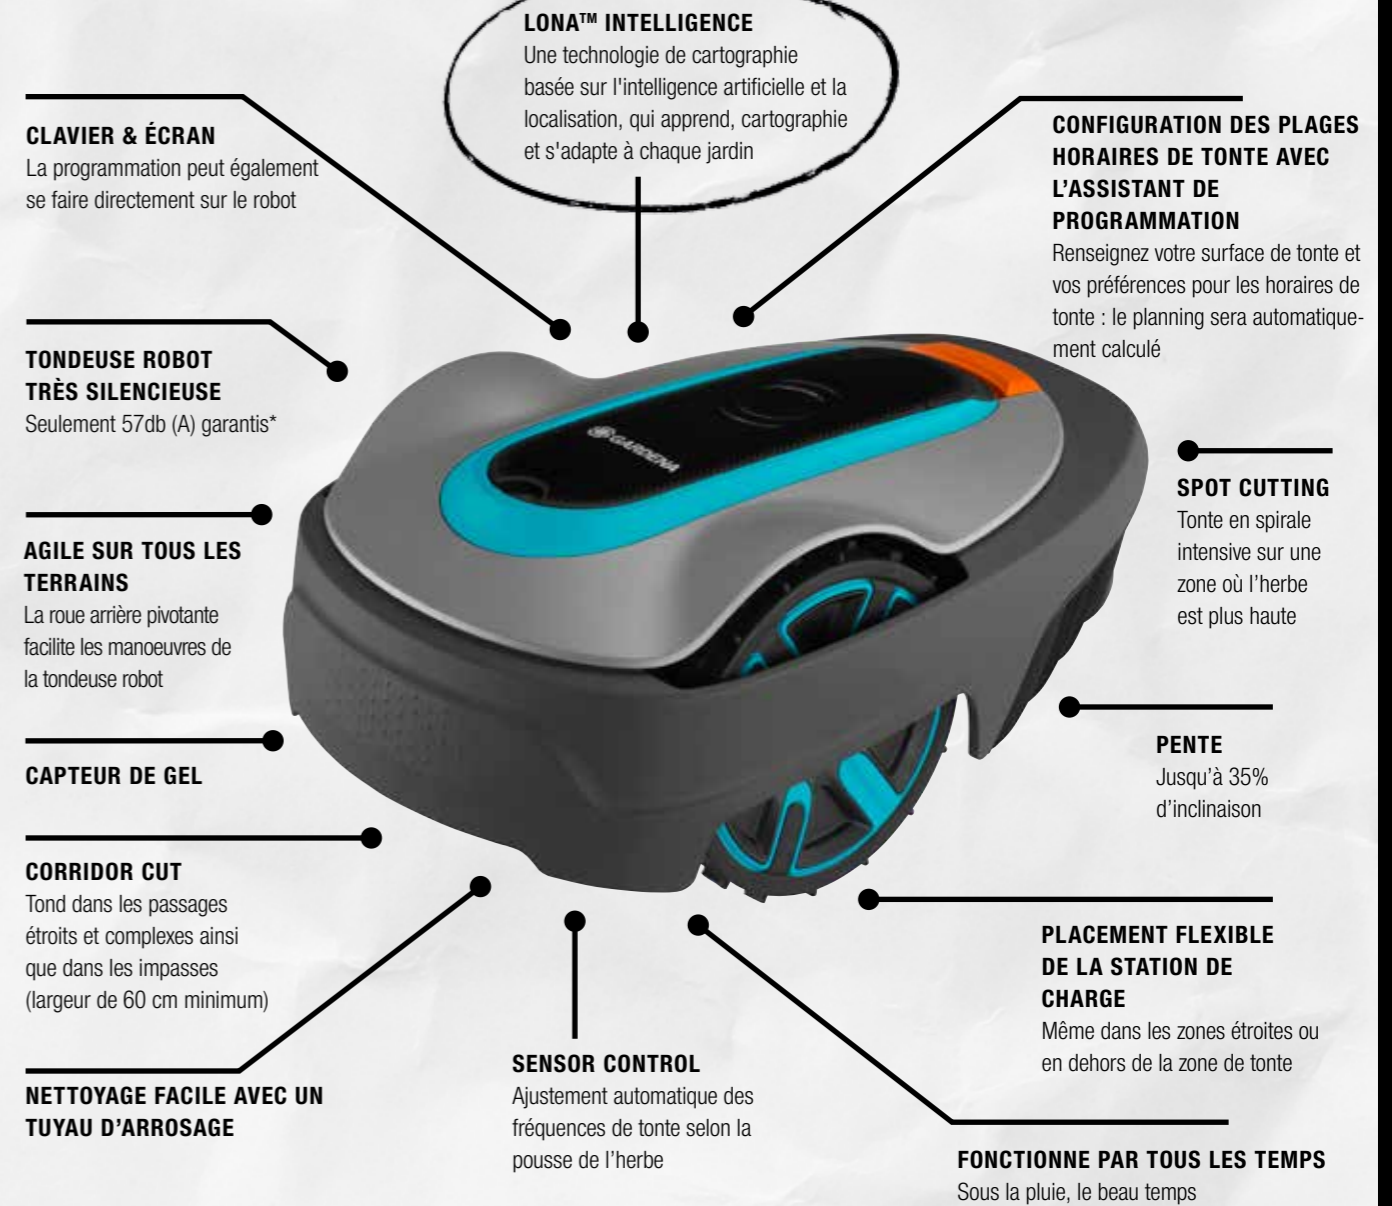 LONA™ INTELLIGENCE
Une technologie de cartographie
basée sur l'intelligence artificielle et la
localisation, qui apprend, cartographie
et s'adapte à chaque jardin
CLAVIER & ÉCRAN
La programmation peut également
se faire directement sur le robot
CONFIGURATION DES PLAGES
HORAIRES DE TONTE AVEC
L’ASSISTANT DE
PROGRAMMATION
Renseignez votre surface de tonte et
vos préférences pour les horaires de
tonte : le planning sera automatique-
ment calculé
TONDEUSE ROBOT
TRÈS SILENCIEUSE
Seulement 57db (A) garantis*
GARDENA
SPOT CUTTING
Tonte en spirale
intensive sur une
zone où l’herbe
est plus haute
AGILE SUR TOUS LES
TERRAINS
La roue arrière pivotante
facilite les manoeuvres de
la tondeuse robot
PENTE
Jusqu’à 35%
d’inclinaison
CAPTEUR DE GEL
CORRIDOR CUT
Tond dans les passages
étroits et complexes ainsi
que dans les impasses
(largeur de 60 cm minimum)
PLACEMENT FLEXIBLE
DE LA STATION DE
CHARGE
Même dans les zones étroites ou
en dehors de la zone de tonte
NETTOYAGE FACILE AVEC UN
TUYAU D’ARROSAGE
SENSOR CONTROL
Ajustement automatique des
fréquences de tonte selon la
pousse de l’herbe
FONCTIONNE PAR TOUS LES TEMPS
Sous la pluie, le beau temps